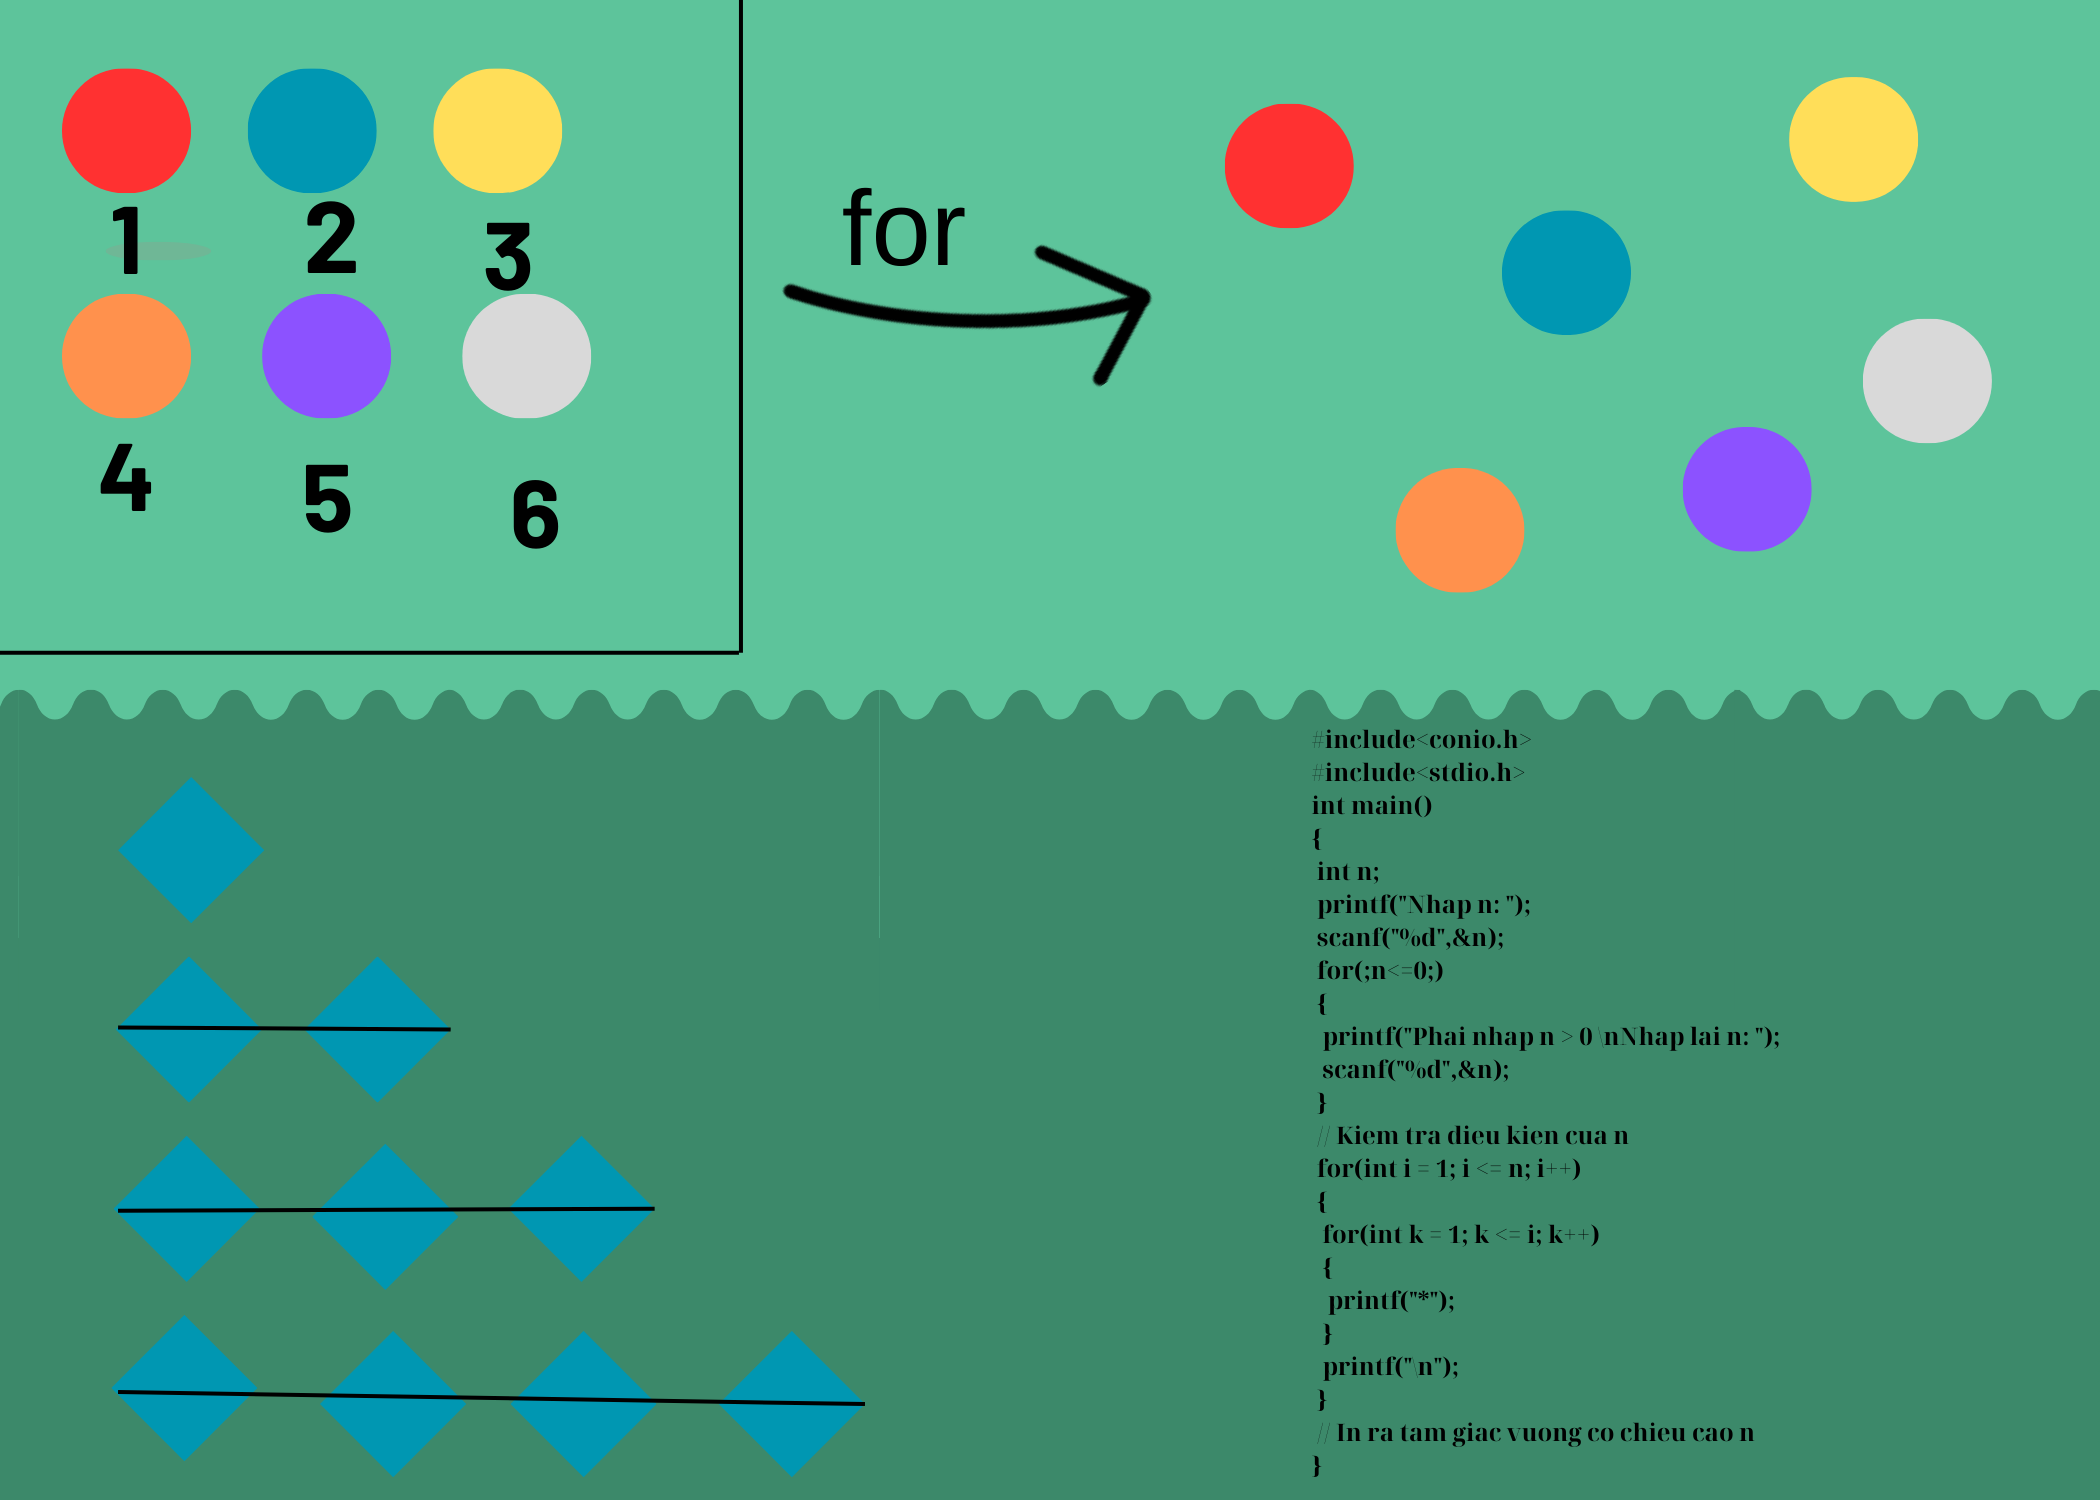 1 2 3
4 5 6
for
#include<conio.h>
#include<stdio.h>
int main()
{
int n;
printf("Nhap n: ");
scanf("%d",&n);
for(;n<=0;)
{
printf("Phai nhap n > 0 \nNhap lai n: ");
scanf("%d",&n);
}
// Kiem tra dieu kien cua n
for(int i = 1; i <= n; i++)
{
for(int k = 1; k <= i; k++)
{
printf("*");
}
printf("\n");
}
// In ra tam giac vuong co chieu cao n
}